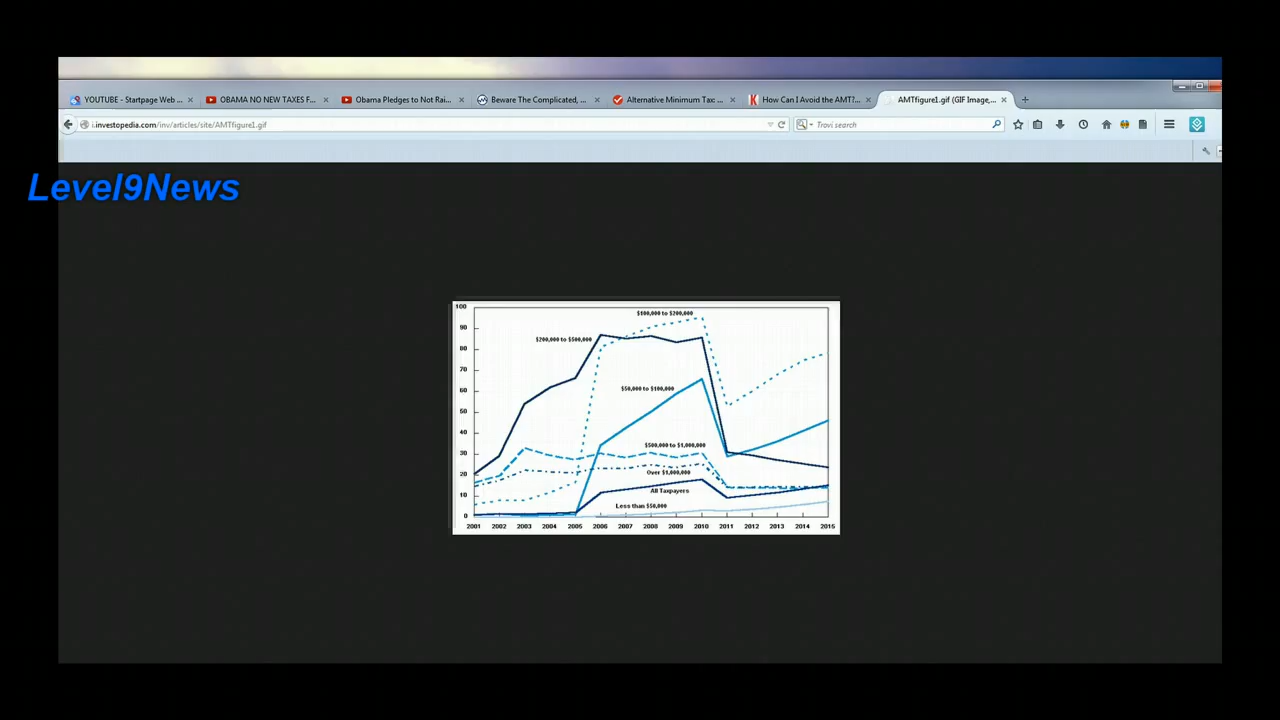 YOUTUBE - Startpage Web ...
OBAMA NO NEW TAXES F...
Obama Pledges to Not Rai...
Beware The Complicated, ...
Alternative Minimum Tax: ...
How Can I Avoid the AMT?...
AMTfigure1.gif (GIF Image,...
i.investopedia.com/inv/articles/site/AMTfigure1.gif
Trovi search
Level9News
100
90
80
70
60
50
40
30
20
10
0
$100,000 to $200,000
$200,000 to $500,000
$50,000 to $100,000
$500,000 to $1,000,000
Over $1,000,000
All Taxpayers
Less than $50,000
2001 2002 2003 2004 2005 2006 2007 2008 2009 2010 2011 2012 2013 2014 2015